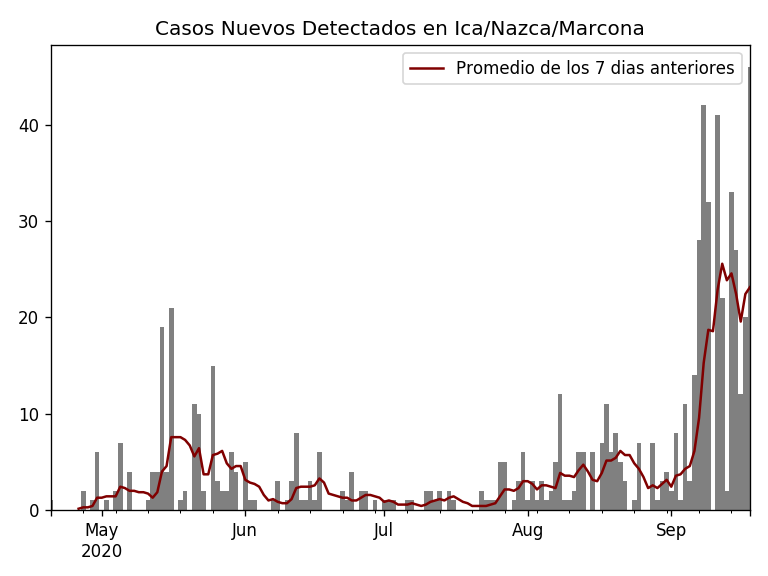 Casos Nuevos Detectados en Ica/Nazca/Marcona
Promedio de los 7 dias anteriores
40
30
20
10
0
May Jun Jul Aug Sep
2020